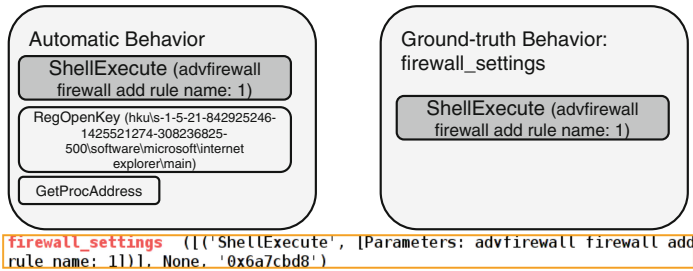 Automatic Behavior
ShellExecute (advfirewall
firewall add rule name: 1)
RegOpenKey (hku\s-1-5-21-842925246-
1425521274-308236825-
500\software\microsoft\internet
explorer\main)
GetProcAddress
Ground-truth Behavior:
firewall_settings
ShellExecute (advfirewall
firewall add rule name: 1)
firewall_settings ([('ShellExecute', [Parameters: advfirewall firewall add
rule name: 1])], None, '0x6a7cbd8')